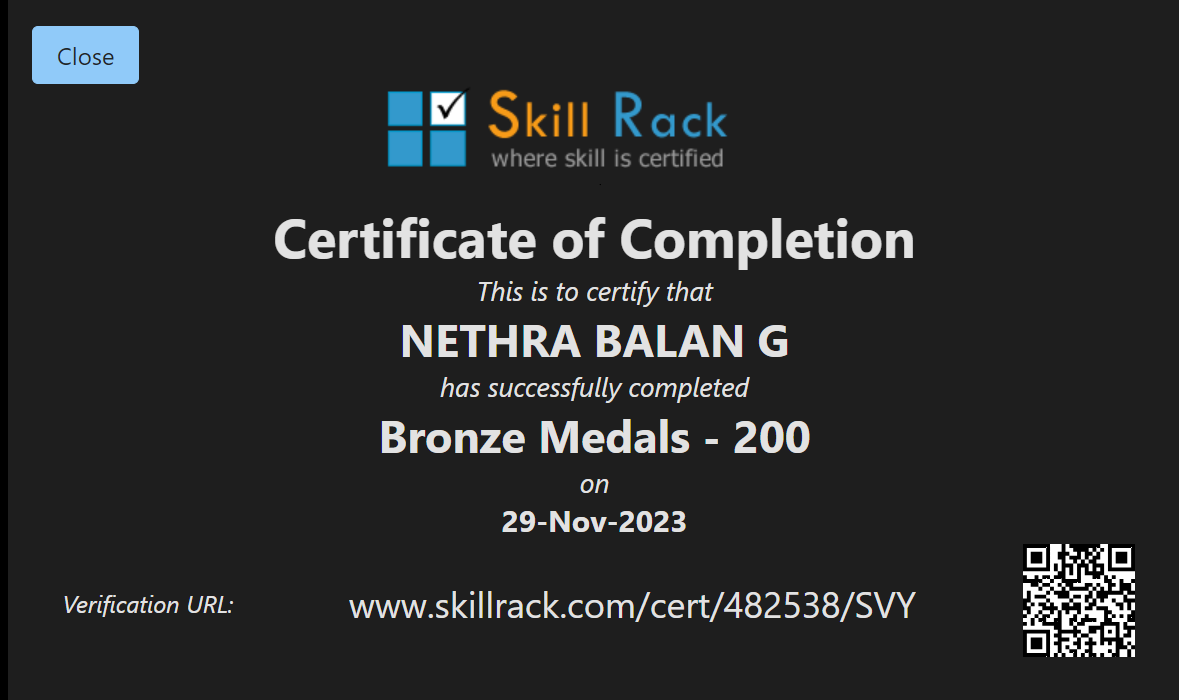 Close
Skill Rack
where skill is certified
Certificate of Completion
This is to certify that
NETHRA BALAN G
has successfully completed
Bronze Medals - 200
on
29-Nov-2023
Verification URL: www.skillrack.com/cert/482538/SVY